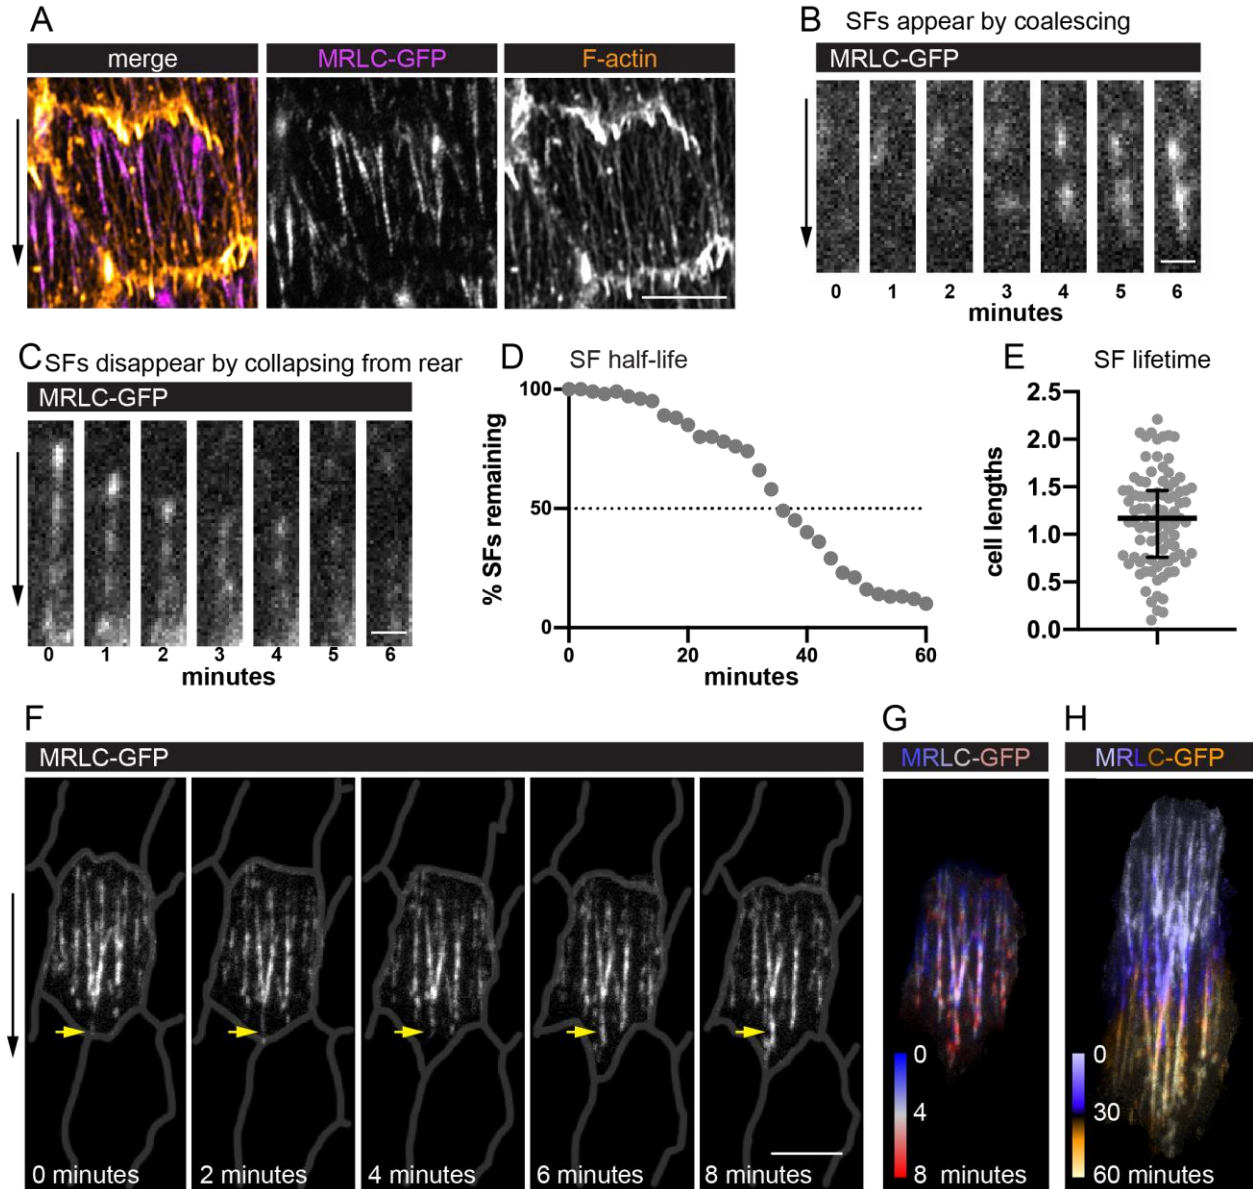 A
merge
MRLC-GFP
F-actin
B
SFs appear by coalescing
MRLC-GFP
0 1 2 3 4 5 6
minutes
C
SFs disappear by collapsing from rear
MRLC-GFP
0 1 2 3 4 5 6
minutes
D
SF half-life
% SFs remaining
100
50
0
0 20 40 60
minutes
E
SF lifetime
cell lengths
2.5
2.0
1.5
1.0
0.5
0.0
F
MRLC-GFP
0 minutes
2 minutes
4 minutes
6 minutes
8 minutes
G
MRLC-GFP
0
4
8 minutes
H
MRLC-GFP
0
30
60 minutes